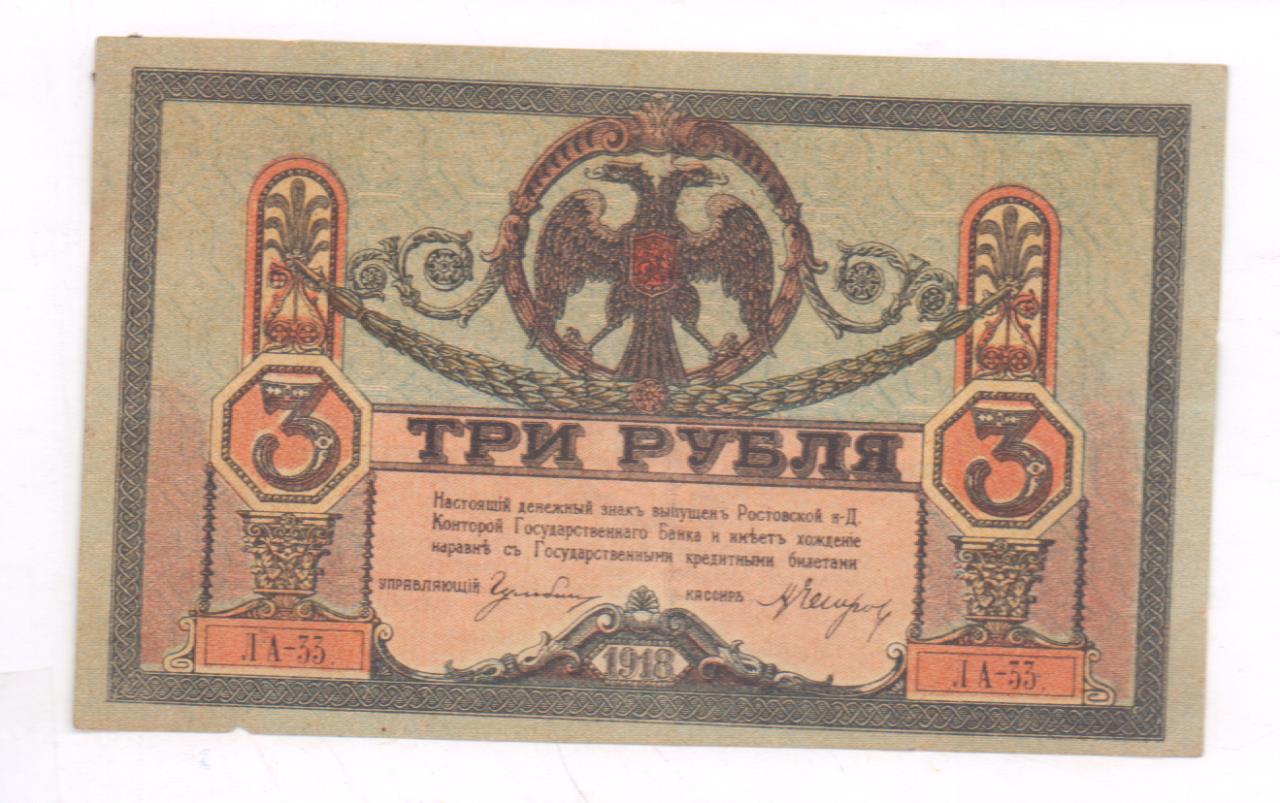 ТРИ РУБЛЯ
3
3
Настоящій денежный знакъ выпущенъ Ростовской н-Д.
Конторой Государственнаго Банка и имѣетъ хожденіе
наравнѣ съ Государственными кредитными билетами
УПРАВЛЯЮЩІЙ КАССИРЪ
ЛА-33.
1918
ЛА-33.